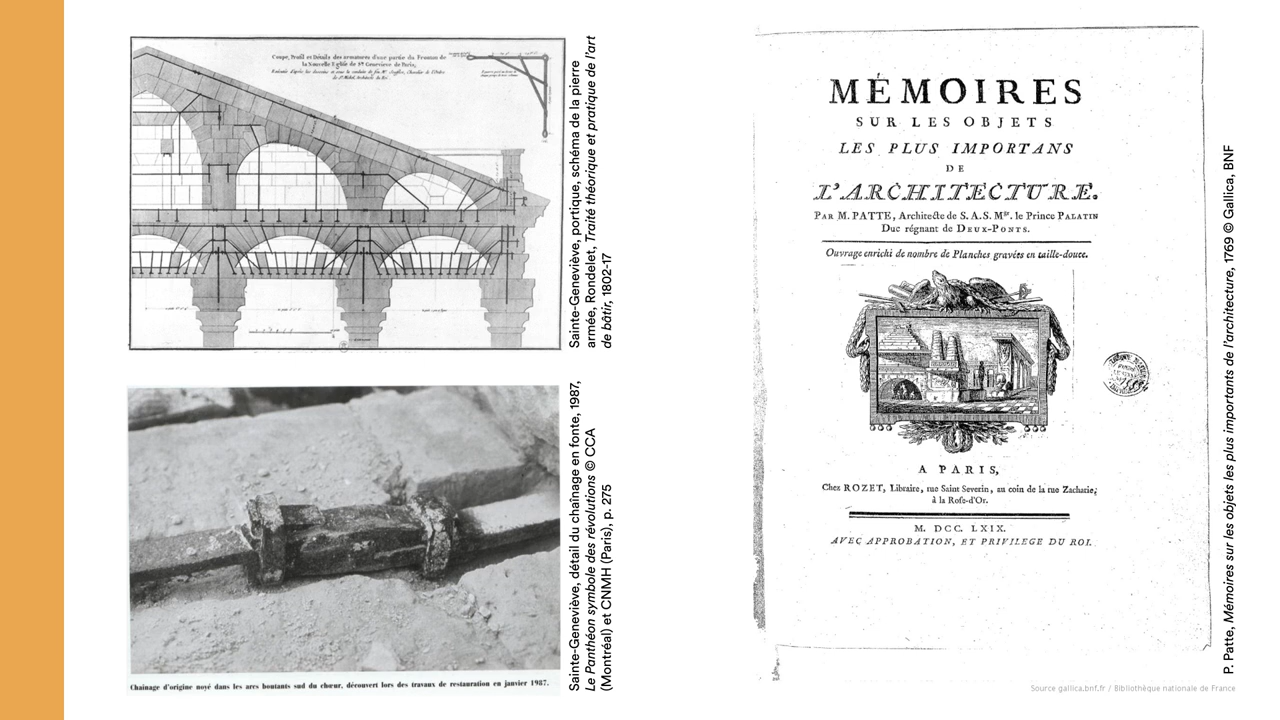 Coupe, Profil et Détails des armatures d'une partie du Fronton de
la Nouvelle Eglise de Ste Genevieve de Paris,
Sainte-Geneviève, portique, schéma de la pierre
armée, Rondelet, Traité théorique et pratique de l'art
de bâtir, 1802-17
Sainte-Geneviève, détail du chaînage en fonte, 1987,
Le Panthéon symbole des révolutions © CCA
(Montréal) et CNMH (Paris), p. 275
Chainage d'origine noyé dans les arcs boutants sud du chœur, découvert lors des travaux de restauration en janvier 1987.
MÉMOIRES
SUR LES OBJETS
LES PLUS IMPORTANS
DE
L'ARCHITECTURE.
PAR M. PATTE, Architecte de S. A. S. Mgr. le Prince PALATIN
Duc régnant de DEUX-PONTS.
Ouvrage enrichi de nombre de Planches gravées en taille-douce.
A PARIS,
Chez ROZET, Libraire, rue Saint Severin, au coin de la rue Zacharie;
à la Rose-d'Or.
M. DCC. LXIX.
AVEC APPROBATION, ET PRIVILEGE DU ROI.
P. Patte, Mémoires sur les objets les plus importants de l'architecture, 1769 © Gallica, BNF
Source gallica.bnf.fr / Bibliothèque nationale de France